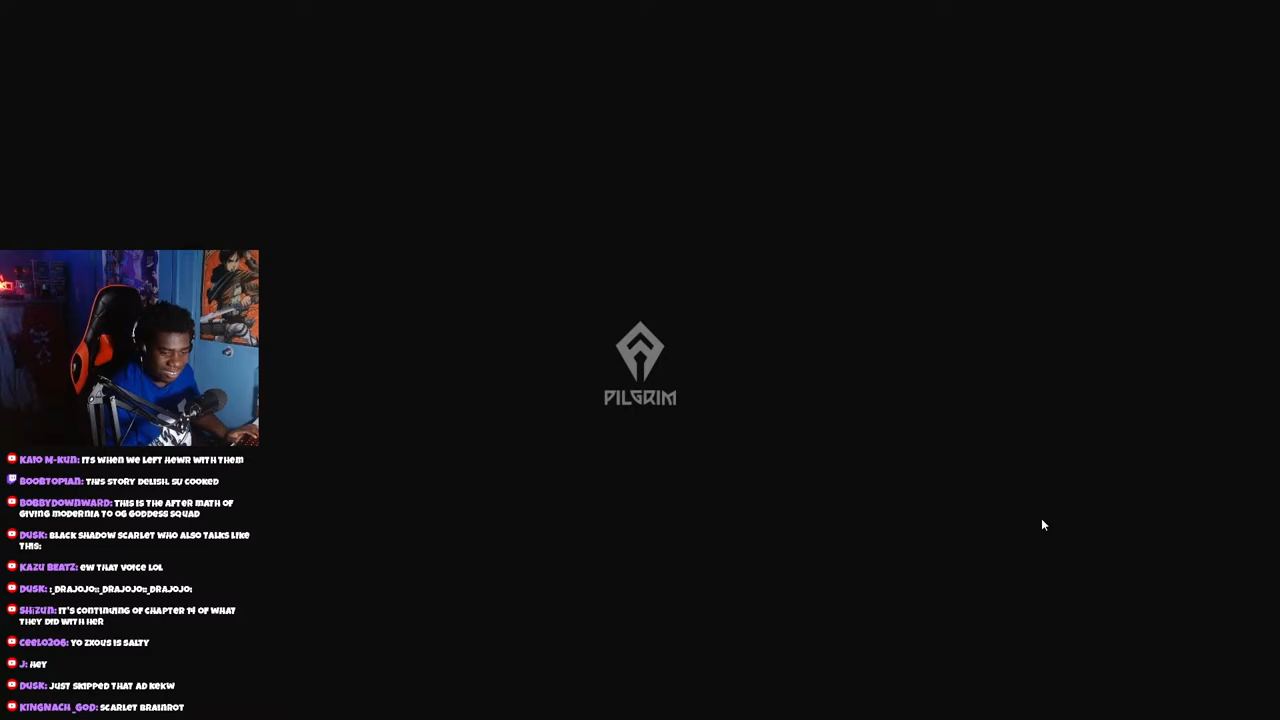 PILGRIM
KAIO M-KUN: ITS WHEN WE LEFT HEWR WITH THEM
BOOBTOPIAN: THIS STORY DELISH. SU COOKED
BOBBYDOWNWARD: THIS IS THE AFTER MATH OF
GIVING MODERNIA TO OG GODDESS SQUAD
DUSK: BLACK SHADOW SCARLET WHO ALSO TALKS LIKE
THIS:
KAZU BEATZ: EW THAT VOICE LOL
DUSK: :_DRAJOJO::_DRAJOJO::_DRAJOJO:
SHIZUN: IT'S CONTINUING OF CHAPTER 14 OF WHAT
THEY DID WITH HER
CEELO206: YO ZXOUS IS SALTY
J: HEY
DUSK: JUST SKIPPED THAT AD KEKW
KINGNACH_GOD: SCARLET BRAINROT